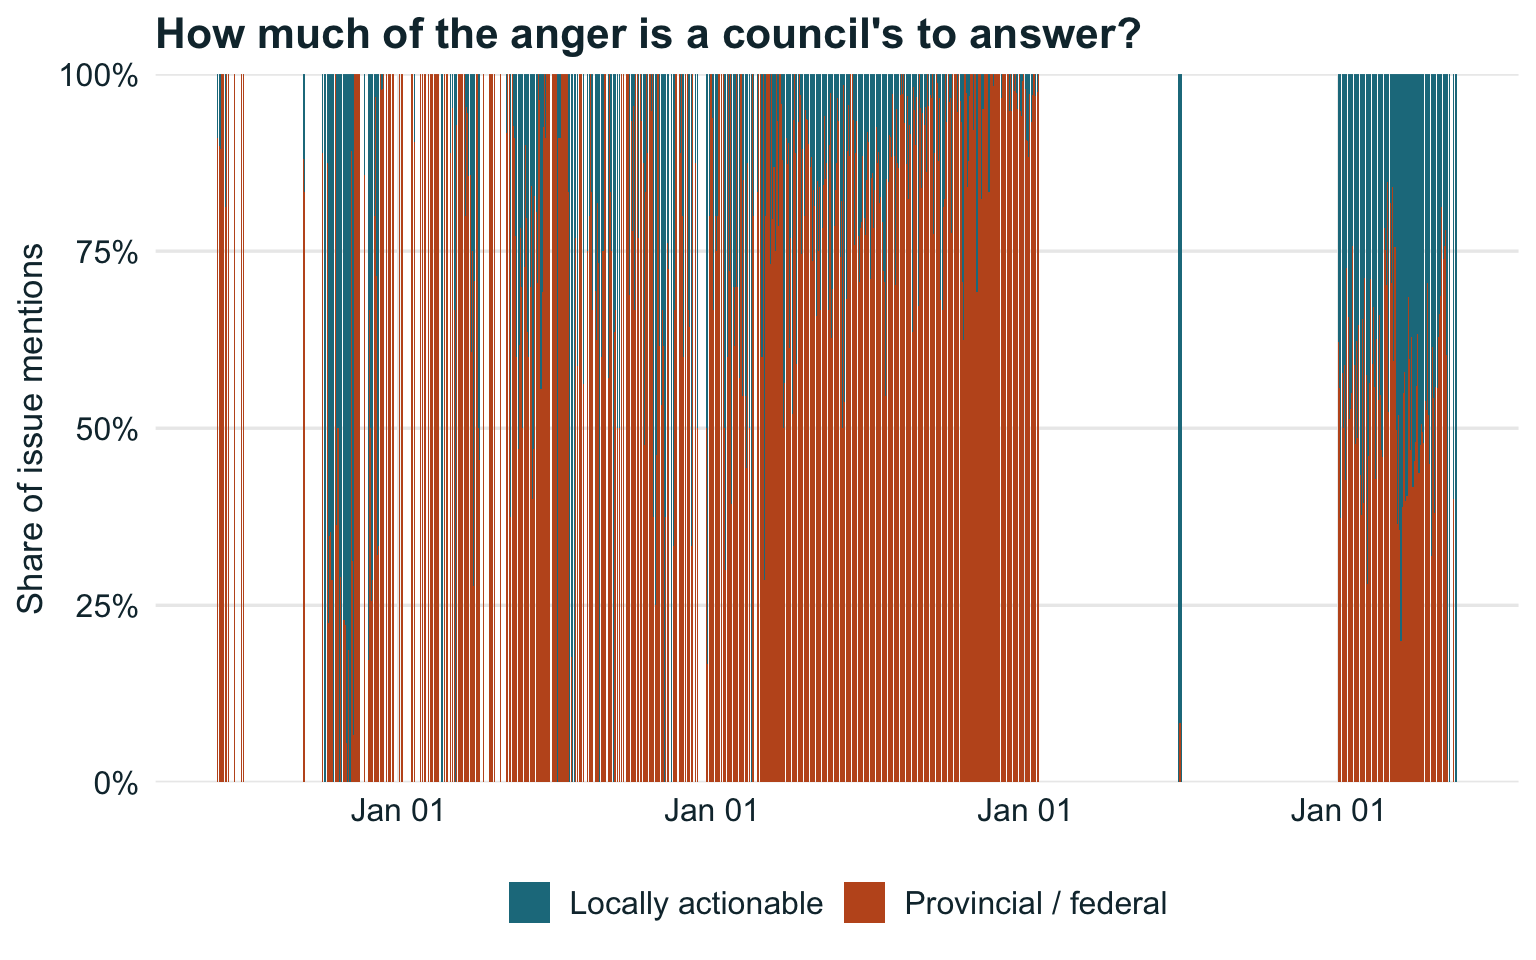 How much of the anger is a council's to answer?
100%
75%
50%
25%
0%
Share of issue mentions
Jan 01 Jan 01 Jan 01 Jan 01
Locally actionable Provincial / federal